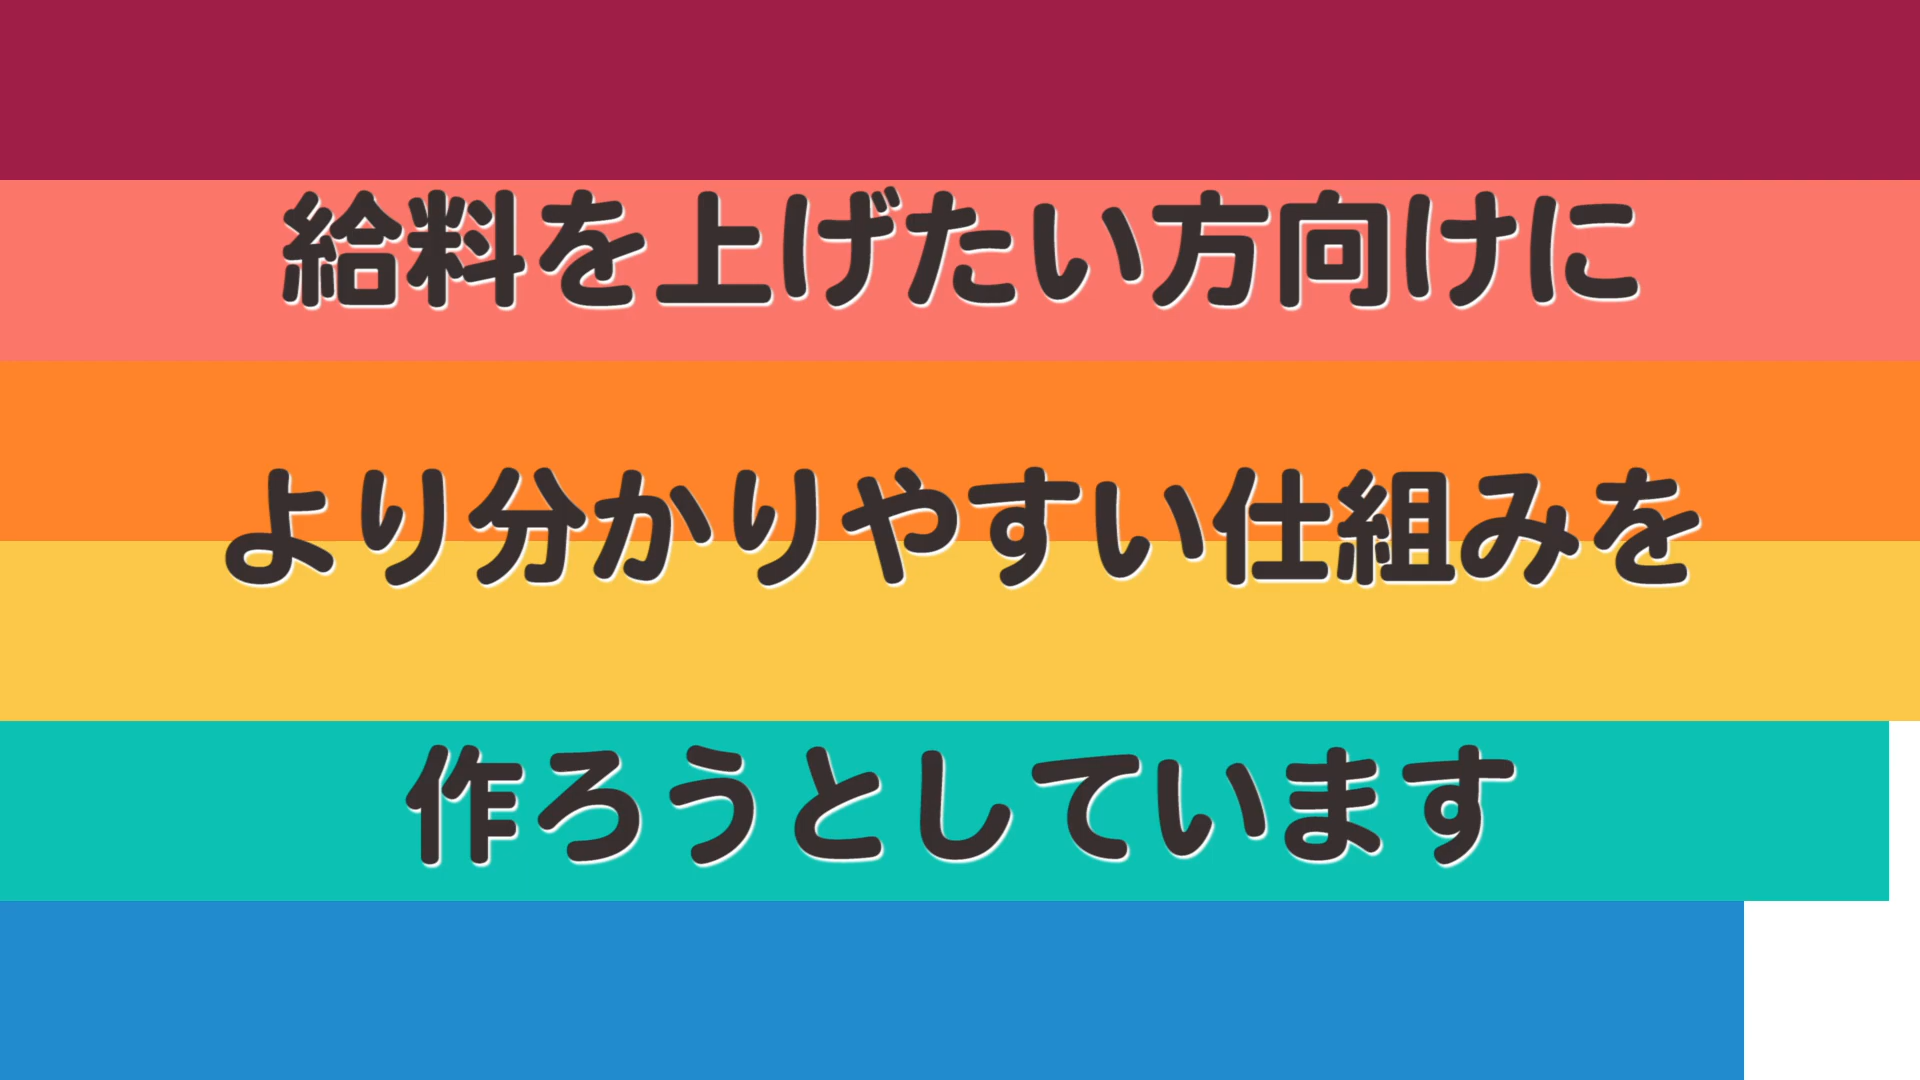 給料を上げたい方向けに
より分かりやすい仕組みを
作ろうとしています